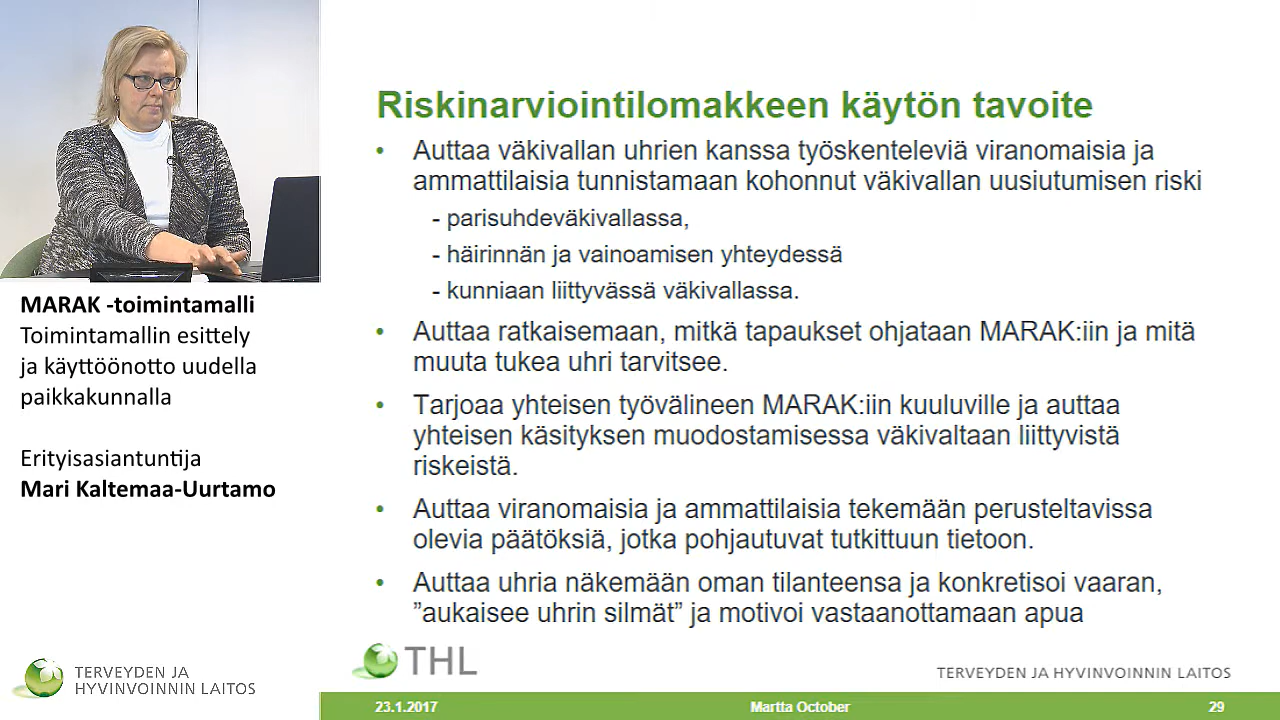 MARAK -toimintamalli
Toimintamallin esittely
ja käyttöönotto uudella
paikkakunnalla
Erityisasiantuntija
Mari Kaltemaa-Uurtamo
TERVEYDEN JA
HYVINVOINNIN LAITOS
Riskinarviointilomakkeen käytön tavoite
• Auttaa väkivallan uhrien kanssa työskenteleviä viranomaisia ja
ammattilaisia tunnistamaan kohonnut väkivallan uusiutumisen riski
- parisuhdeväkivallassa,
- häirinnän ja vainoamisen yhteydessä
- kunniaan liittyvässä väkivallassa.
• Auttaa ratkaisemaan, mitkä tapaukset ohjataan MARAK:iin ja mitä
muuta tukea uhri tarvitsee.
• Tarjoaa yhteisen työvälineen MARAK:iin kuuluville ja auttaa
yhteisen käsityksen muodostamisessa väkivaltaan liittyvistä
riskeistä.
• Auttaa viranomaisia ja ammattilaisia tekemään perusteltavissa
olevia päätöksiä, jotka pohjautuvat tutkittuun tietoon.
• Auttaa uhria näkemään oman tilanteensa ja konkretisoi vaaran,
”aukaisee uhrin silmät” ja motivoi vastaanottamaan apua
THL
TERVEYDEN JA HYVINVOINNIN LAITOS
23.1.2017
Martta October
29